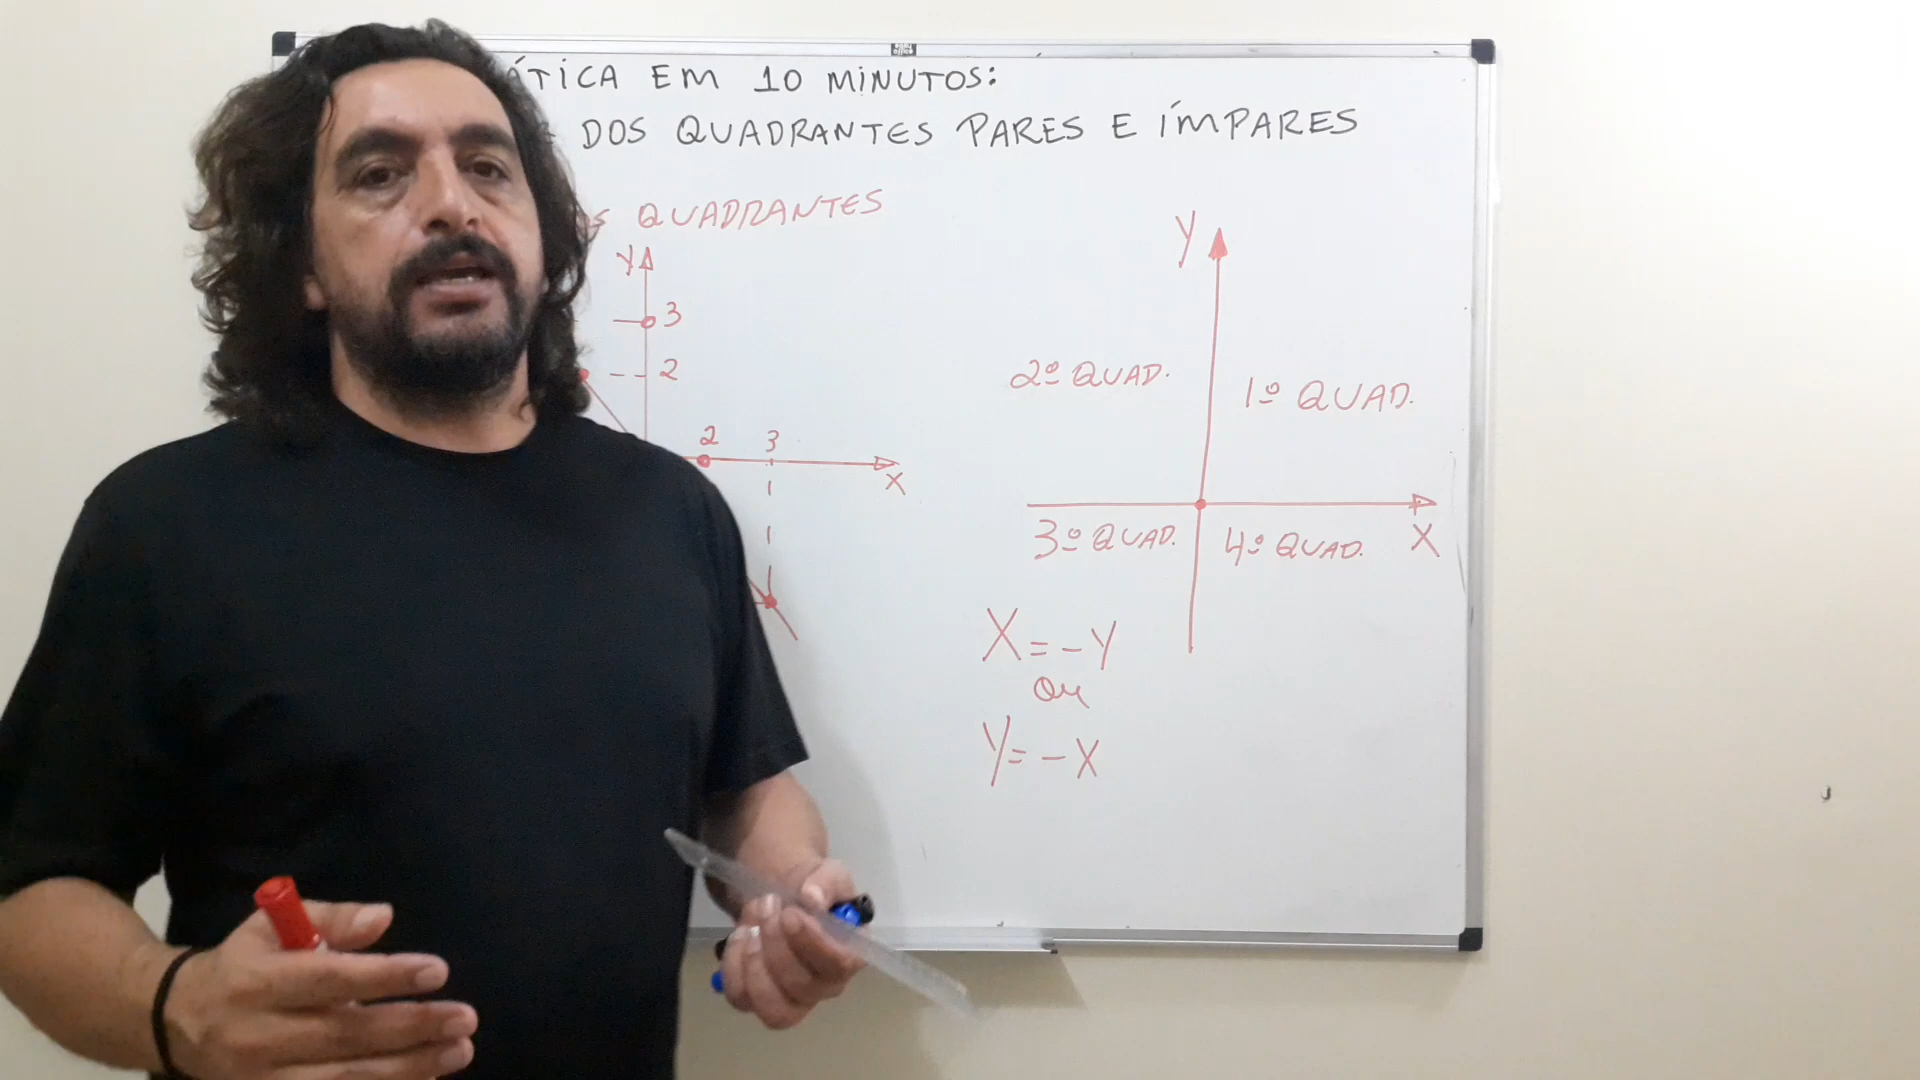 EM 10 MINUTOS:
DOS QUADRANTES PARES E ÍMPARES
QUADRANTES
Y
3
2
2 3
X
Y
2º QUAD.
1º QUAD.
3º QUAD.
4º QUAD.
X
X = -Y
ou
Y = -X